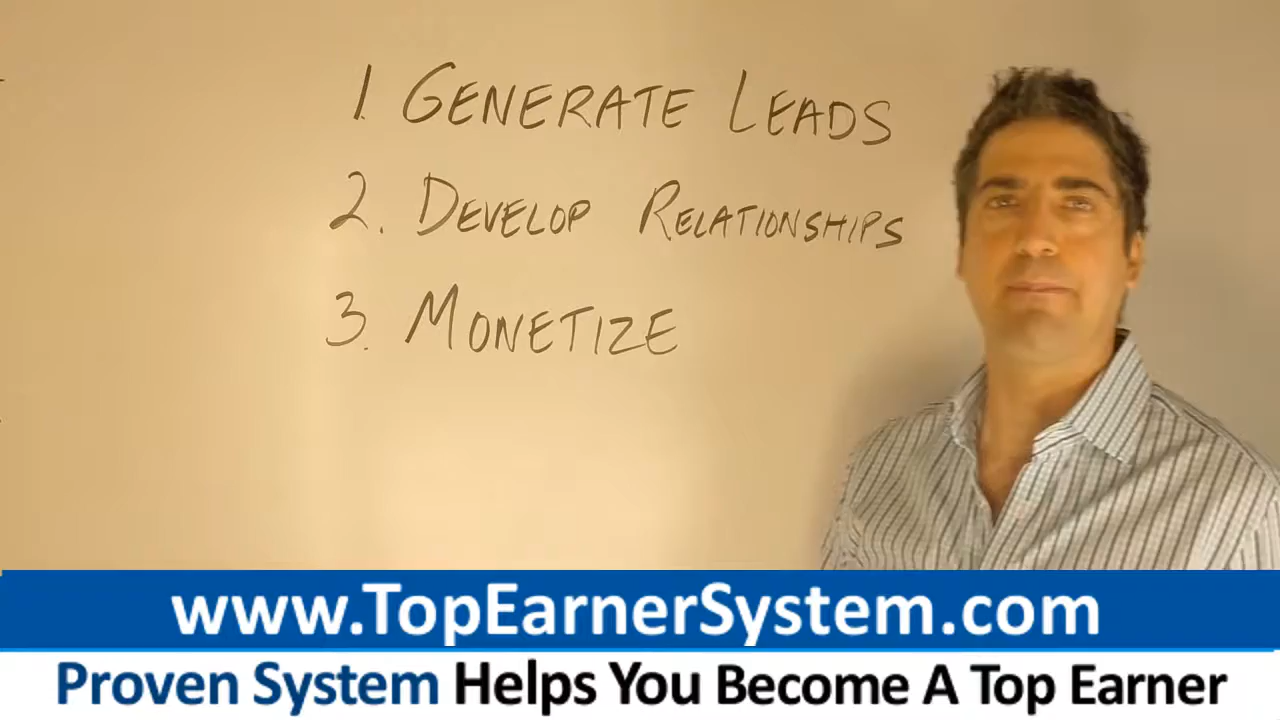 1. GENERATE LEADS
2. DEVELOP RELATIONSHIPS
3. MONETIZE
www.TopEarnerSystem.com
Proven System Helps You Become A Top Earner